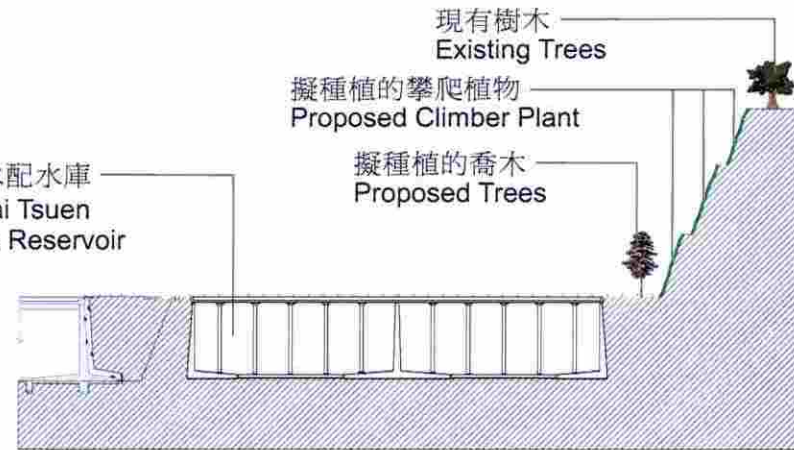 現有樹木
Existing Trees
擬種植的攀爬植物
Proposed Climber Plant
擬種植的喬木
Proposed Trees
配水庫
Tsuen
Reservoir